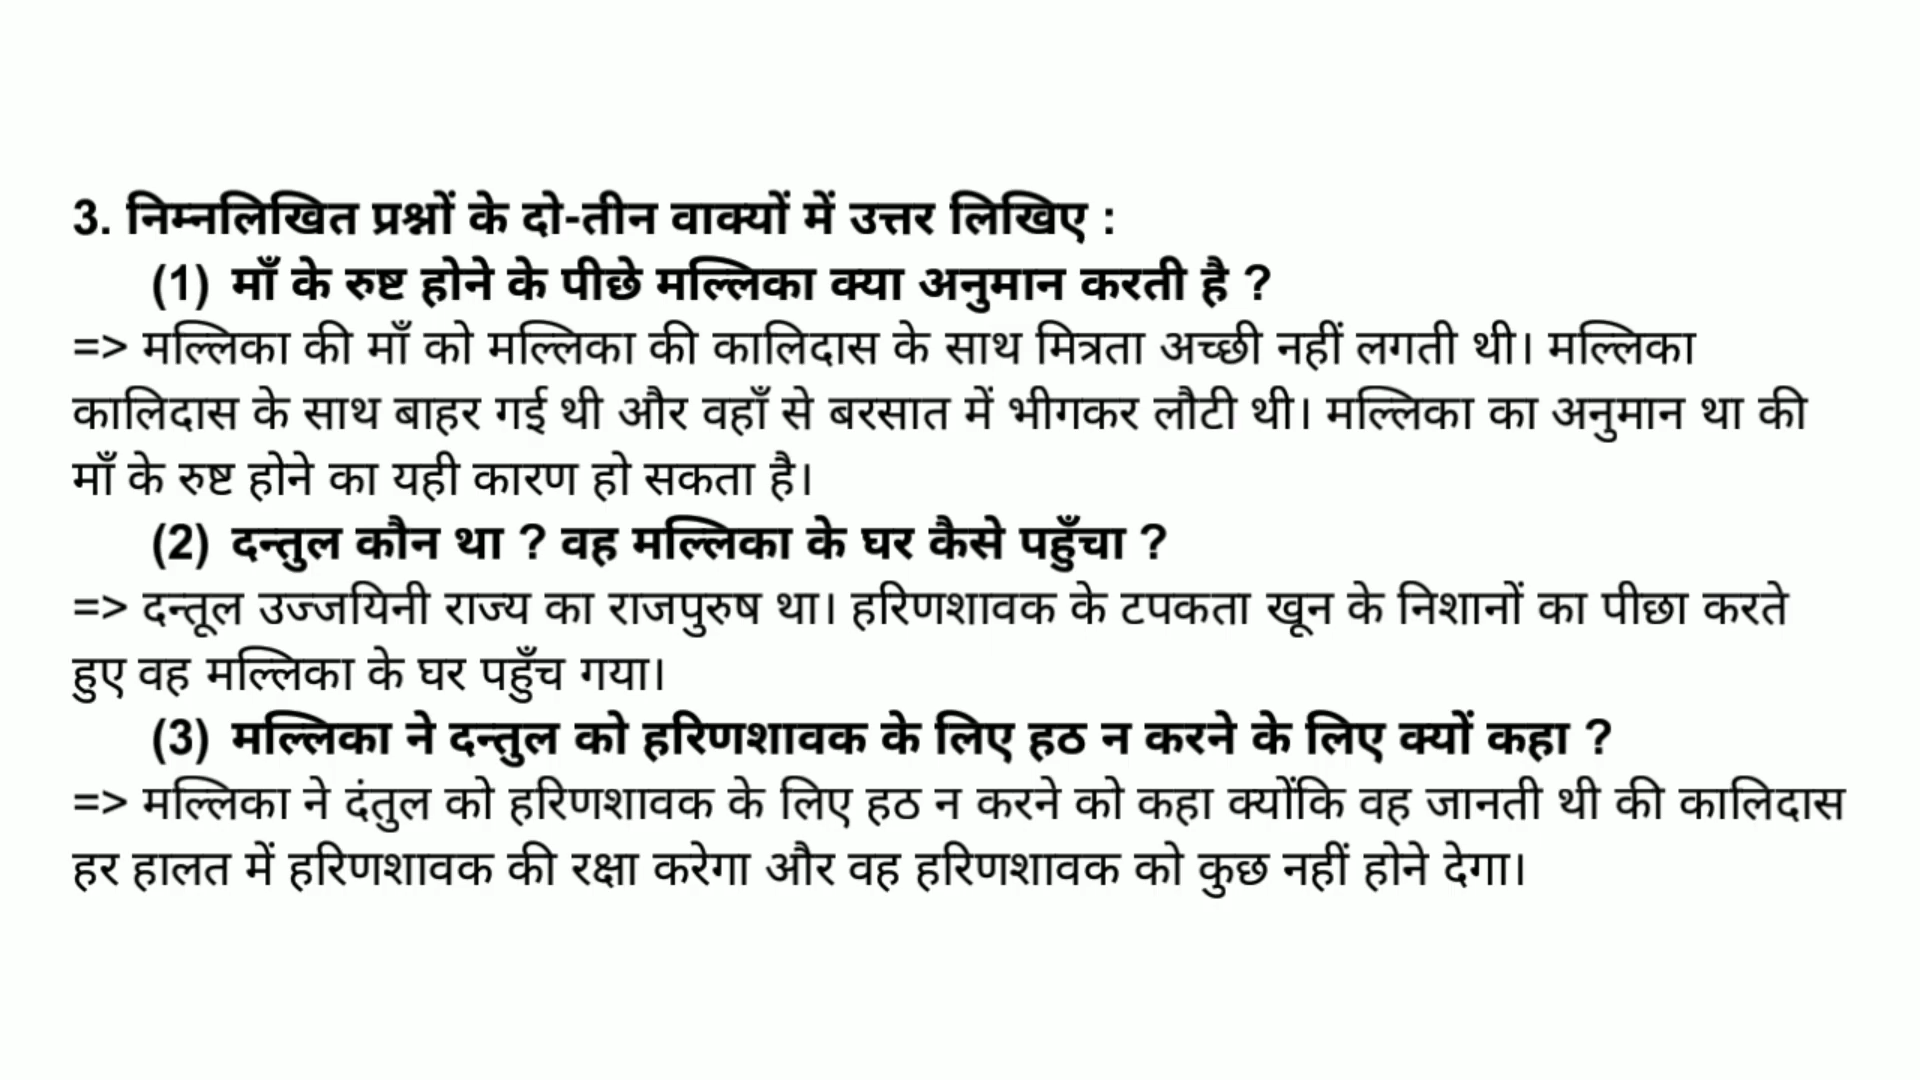 3. निम्नलिखित प्रश्नों के दो-तीन वाक्यों में उत्तर लिखिए :
(1) माँ के रुष्ट होने के पीछे मल्लिका क्या अनुमान करती है ?
=> मल्लिका की माँ को मल्लिका की कालिदास के साथ मित्रता अच्छी नहीं लगती थी। मल्लिका
कालिदास के साथ बाहर गई थी और वहाँ से बरसात में भीगकर लौटी थी। मल्लिका का अनुमान था की
माँ के रुष्ट होने का यही कारण हो सकता है।
(2) दन्तुल कौन था ? वह मल्लिका के घर कैसे पहुँचा ?
=> दन्तूल उज्जयिनी राज्य का राजपुरुष था। हरिणशावक के टपकता खून के निशानों का पीछा करते
हुए वह मल्लिका के घर पहुँच गया।
(3) मल्लिका ने दन्तुल को हरिणशावक के लिए हठ न करने के लिए क्यों कहा ?
=> मल्लिका ने दंतुल को हरिणशावक के लिए हठ न करने को कहा क्योंकि वह जानती थी की कालिदास
हर हालत में हरिणशावक की रक्षा करेगा और वह हरिणशावक को कुछ नहीं होने देगा।